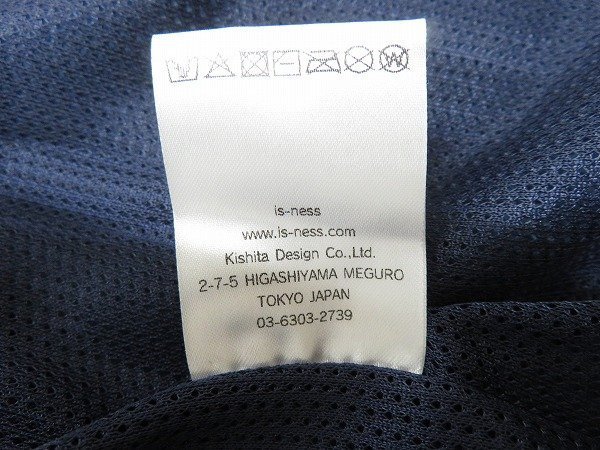 is-ness
www.is-ness.com
Kishita Design Co.,Ltd.
2-7-5 HIGASHIYAMA MEGURO
TOKYO JAPAN
03-6303-2739